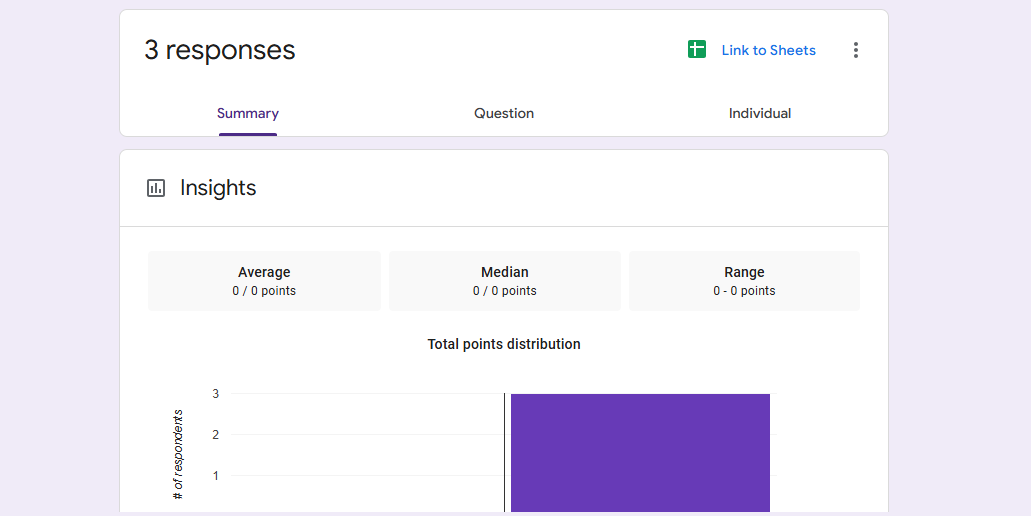 3 responses
Link to Sheets
Summary
Question
Individual
Insights
Average
0 / 0 points
Median
0 / 0 points
Range
0 - 0 points
Total points distribution
3
2
1
# of respondents